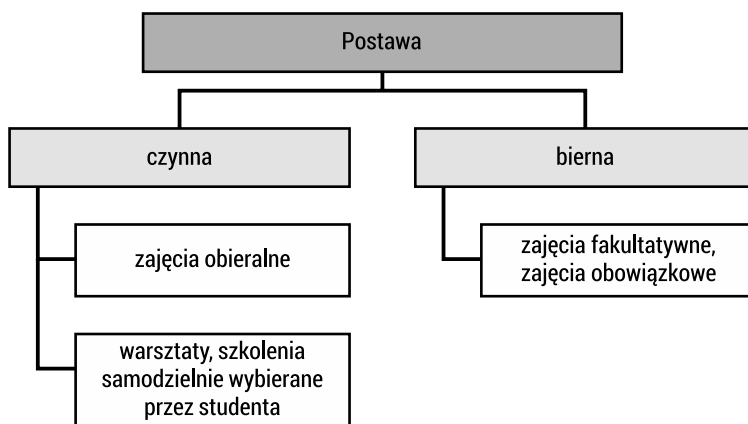 Postawa
czynna
bierna
zajęcia obieralne
zajęcia fakultatywne,
zajęcia obowiązkowe
warsztaty, szkolenia
samodzielnie wybierane
przez studenta